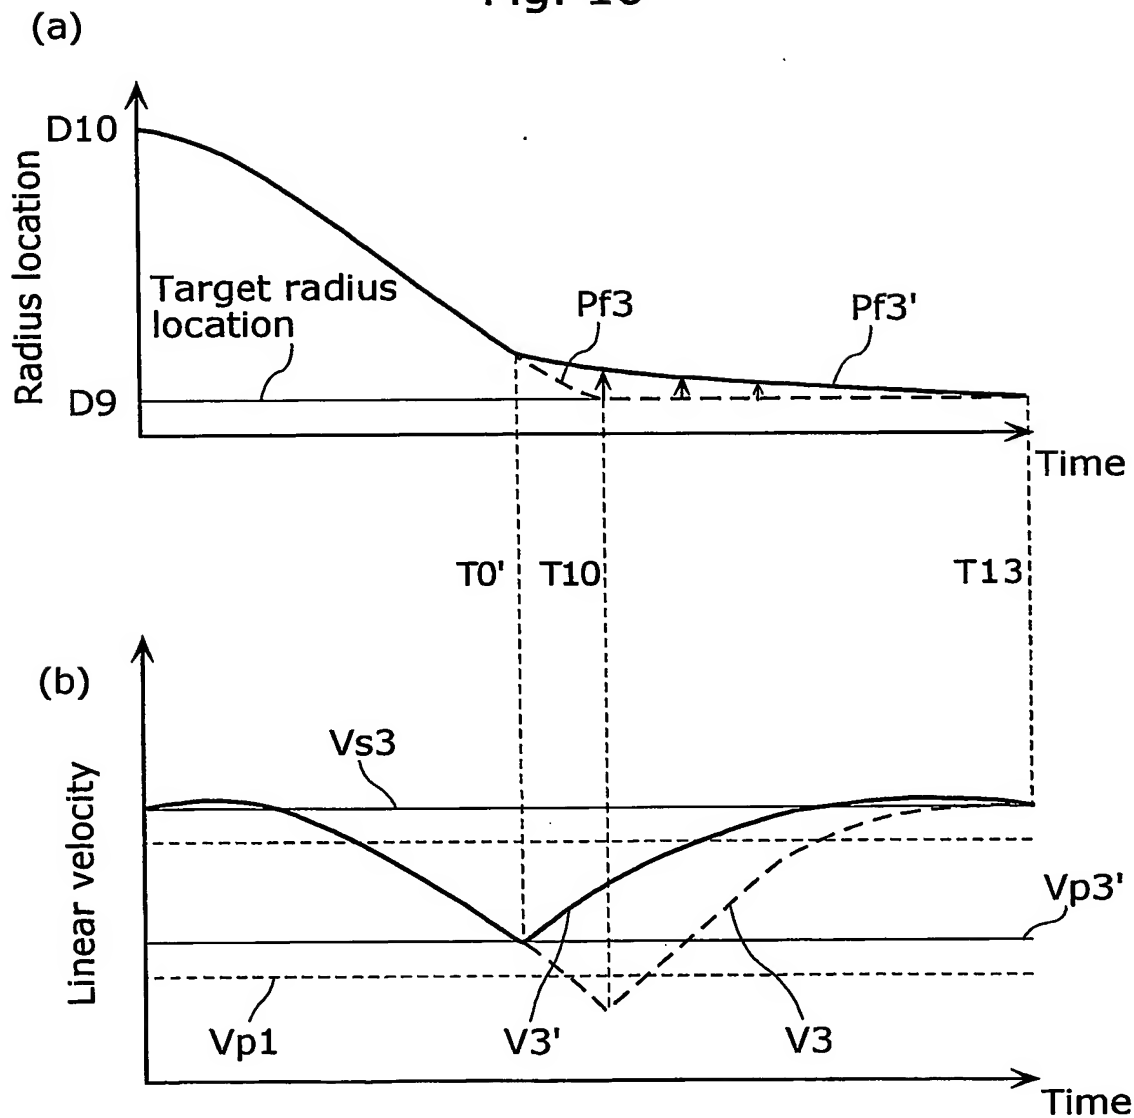 Fig.
(a)
D10
Radius location
Target radius
location
D9
Pf3
Pf3'
Time
T0'
T10
T13
(b)
Linear velocity
Vs3
Vp3'
Vp1
V3'
V3
Time